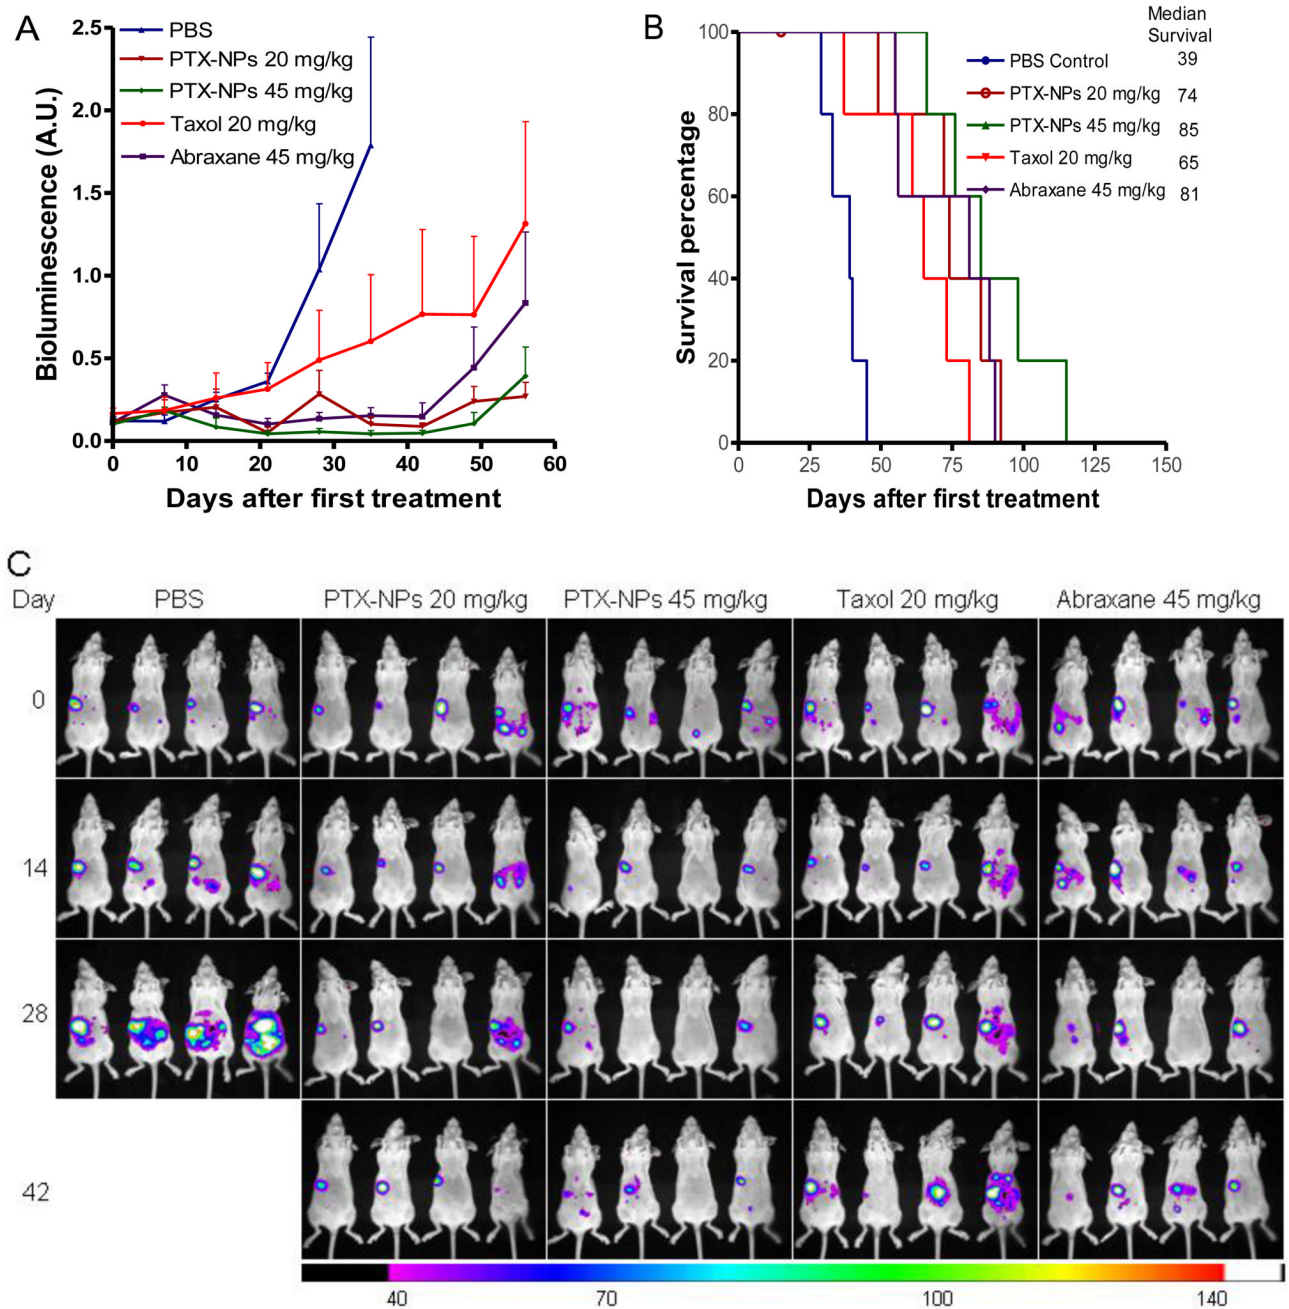 A
2.5
2.0
1.5
1.0
0.5
0.0
Bioluminescence (A.U.)
PBS
PTX-NPs 20 mg/kg
PTX-NPs 45 mg/kg
Taxol 20 mg/kg
Abraxane 45 mg/kg
0 10 20 30 40 50 60
Days after first treatment
B
100
80
60
40
20
0
Survival percentage
Median
Survival
PBS Control 39
PTX-NPs 20 mg/kg 74
PTX-NPs 45 mg/kg 85
Taxol 20 mg/kg 65
Abraxane 45 mg/kg 81
0 25 50 75 100 125 150
Days after first treatment
C
Day PBS PTX-NPs 20 mg/kg PTX-NPs 45 mg/kg Taxol 20 mg/kg Abraxane 45 mg/kg
0
14
28
42
40 70 100 140